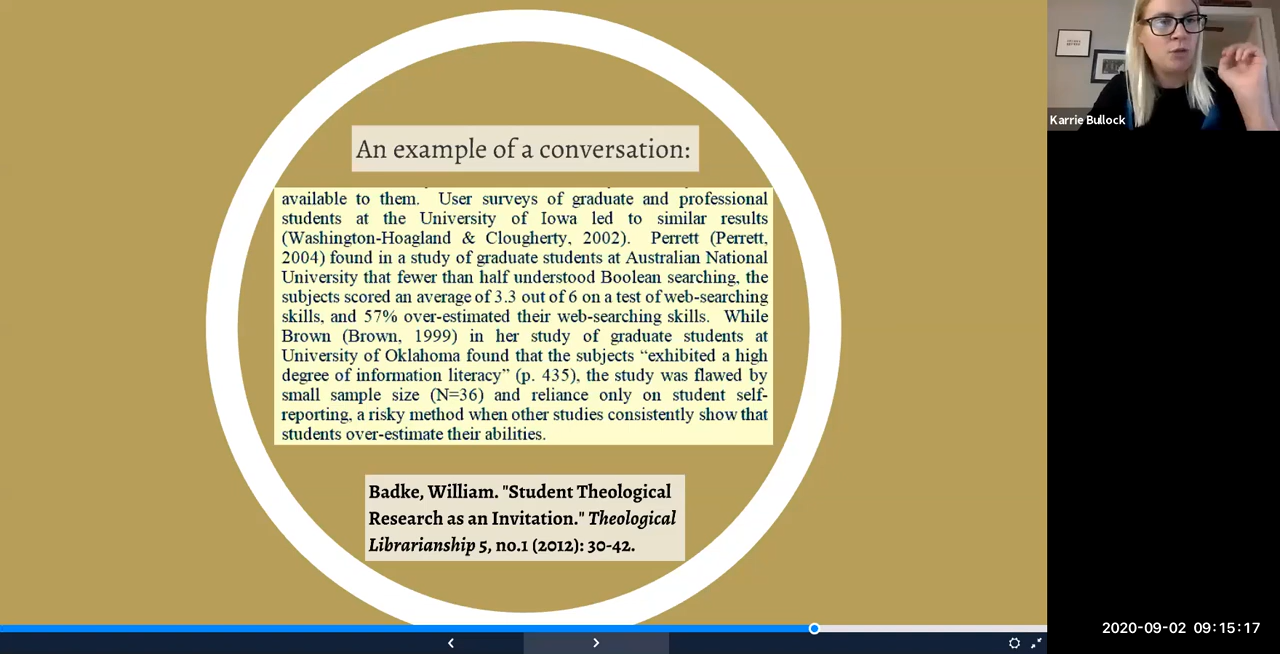 An example of a conversation:
available to them. User surveys of graduate and professional
students at the University of Iowa led to similar results
(Washington-Hoagland & Clougherty, 2002). Perrett (Perrett,
2004) found in a study of graduate students at Australian National
University that fewer than half understood Boolean searching, the
subjects scored an average of 3.3 out of 6 on a test of web-searching
skills, and 57% over-estimated their web-searching skills. While
Brown (Brown, 1999) in her study of graduate students at
University of Oklahoma found that the subjects “exhibited a high
degree of information literacy” (p. 435), the study was flawed by
small sample size (N=36) and reliance only on student self-
reporting, a risky method when other studies consistently show that
students over-estimate their abilities.
Badke, William. "Student Theological
Research as an Invitation." Theological
Librarianship 5, no.1 (2012): 30-42.
Karrie Bullock
2020-09-02 09:15:17